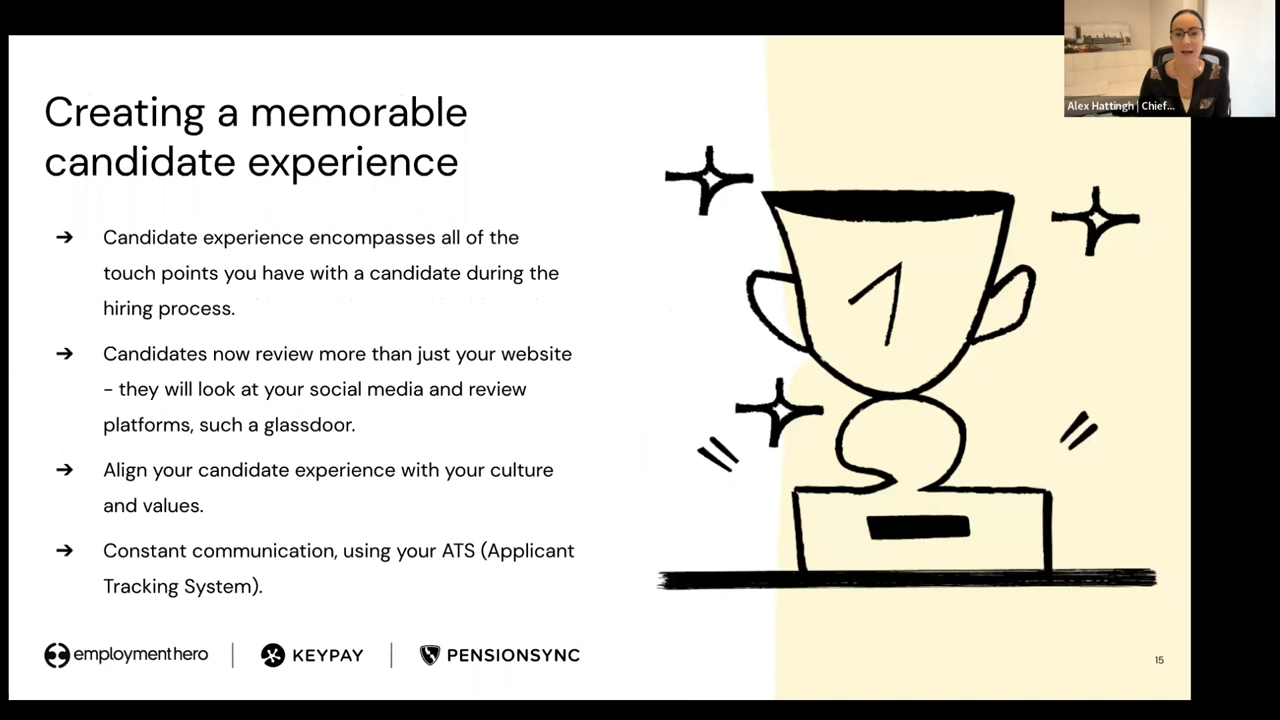 Creating a memorable
candidate experience
➔ Candidate experience encompasses all of the
touch points you have with a candidate during the
hiring process.
➔ Candidates now review more than just your website
– they will look at your social media and review
platforms, such a glassdoor.
➔ Align your candidate experience with your culture
and values.
➔ Constant communication, using your ATS (Applicant
Tracking System).
1
employmenthero | KEYPAY | PENSIONSYNC
15
Alex Hattingh | Chief...